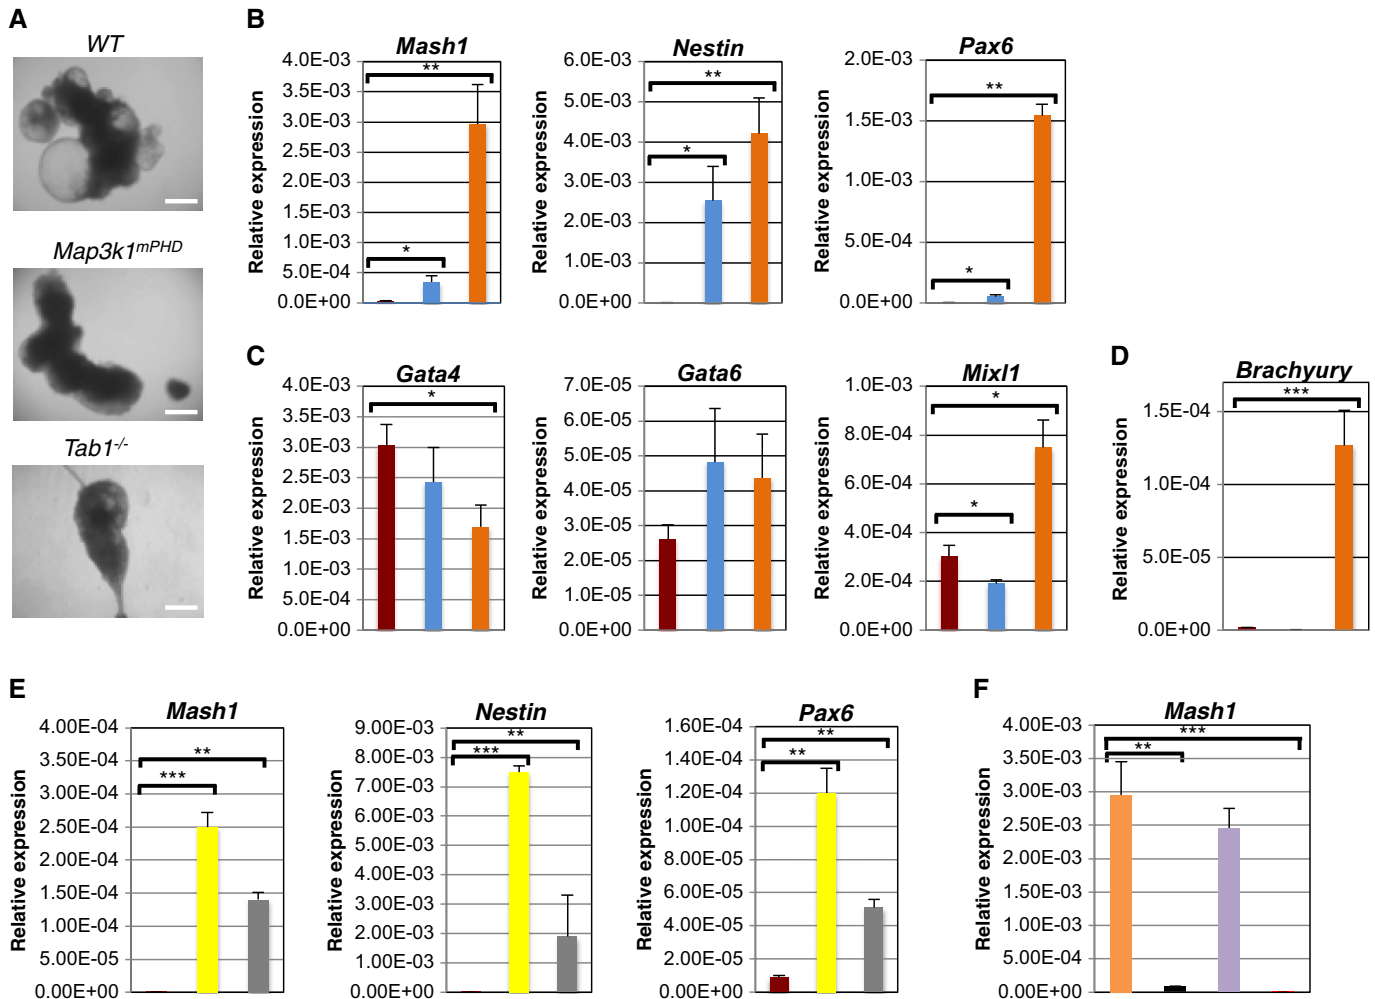 A
WT
Map3k1mPHD
Tab1-/-
B
Mash1
Relative expression
4.0E-03
3.5E-03
3.0E-03
2.5E-03
2.0E-03
1.5E-03
1.0E-03
5.0E-04
0.0E+00
**
*
Nestin
Relative expression
6.0E-03
5.0E-03
4.0E-03
3.0E-03
2.0E-03
1.0E-03
0.0E+00
**
*
Pax6
Relative expression
2.0E-03
1.5E-03
1.0E-03
5.0E-04
0.0E+00
**
*
C
Gata4
Relative expression
4.0E-03
3.5E-03
3.0E-03
2.5E-03
2.0E-03
1.5E-03
1.0E-03
5.0E-04
0.0E+00
*
Gata6
Relative expression
7.0E-05
6.0E-05
5.0E-05
4.0E-05
3.0E-05
2.0E-05
1.0E-05
0.0E+00
Mixl1
Relative expression
1.0E-03
8.0E-04
6.0E-04
4.0E-04
2.0E-04
0.0E+00
*
*
D
Brachyury
Relative expression
1.5E-04
1.0E-04
5.0E-05
0.0E+00
***
E
Mash1
Relative expression
4.00E-04
3.50E-04
3.00E-04
2.50E-04
2.00E-04
1.50E-04
1.00E-04
5.00E-05
0.00E+00
**
***
Nestin
Relative expression
9.00E-03
8.00E-03
7.00E-03
6.00E-03
5.00E-03
4.00E-03
3.00E-03
2.00E-03
1.00E-03
0.00E+00
**
***
Pax6
Relative expression
1.60E-04
1.40E-04
1.20E-04
1.00E-04
8.00E-05
6.00E-05
4.00E-05
2.00E-05
0.00E+00
**
**
F
Mash1
Relative expression
4.00E-03
3.50E-03
3.00E-03
2.50E-03
2.00E-03
1.50E-03
1.00E-03
5.00E-04
0.00E+00
***
**